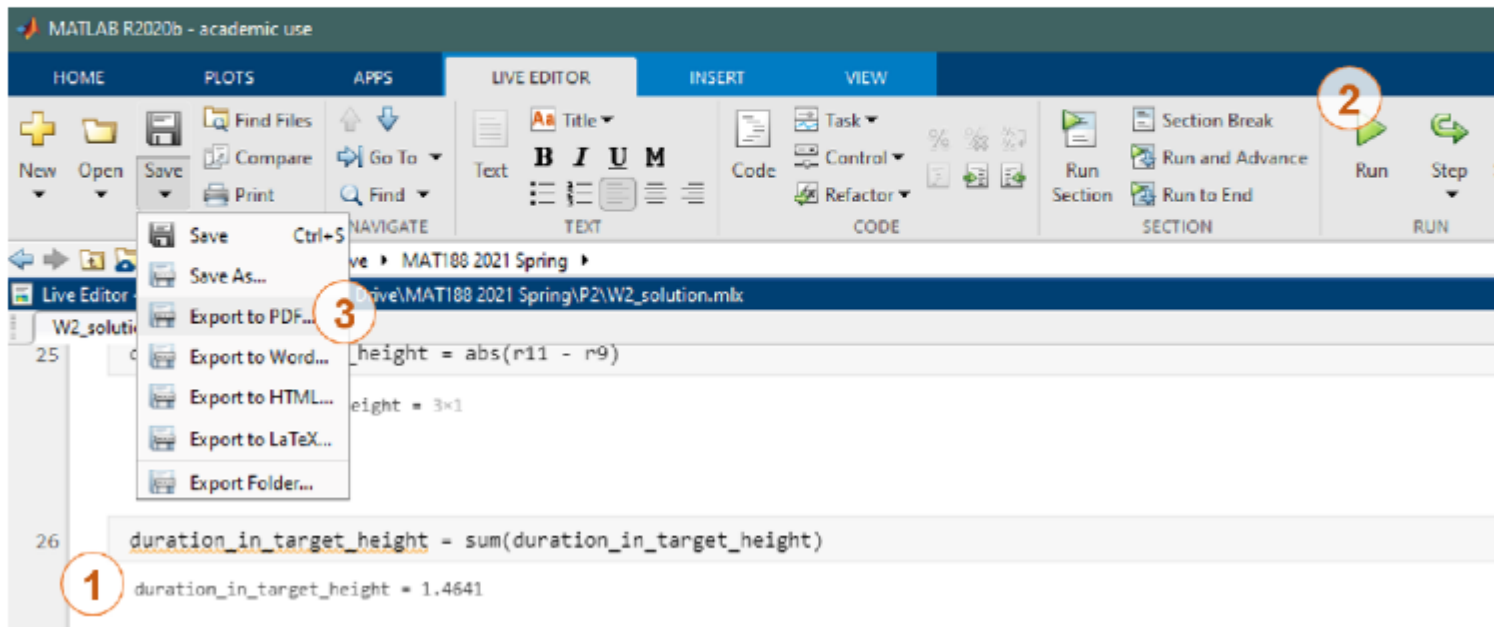 MATLAB R2020b - academic use
HOME PLOTS APPS LIVE EDITOR INSERT VIEW
2
Find Files Title Task Section Break
New Open Save Compare Go To Text B I U M Code Control Run Section Run and Advance Run Step
Print Find Refactor Run to End
NAVIGATE TEXT CODE SECTION RUN
Save Ctrl+S
ve MAT188 2021 Spring
Save As...
Live Editor - Drive\MAT188 2021 Spring\P2\W2_solution.mlx
Export to PDF... 3
W2_soluti
25 _height = abs(r11 - r9)
Export to Word...
Export to HTML... eight = 3×1
Export to LaTeX...
Export Folder...
26 duration_in_target_height = sum(duration_in_target_height)
1 duration_in_target_height = 1.4641